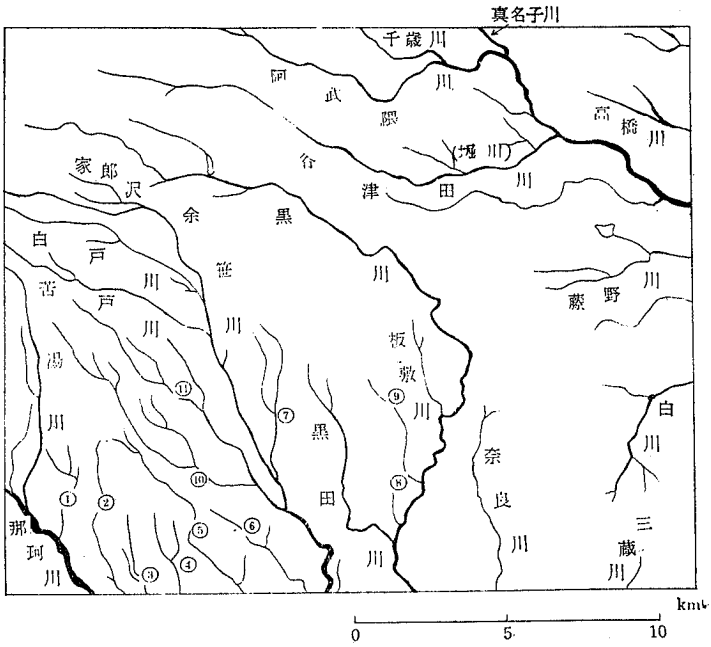 真名子川
千歳川
阿武隈川
高橋川
(堀川)
谷津田川
家郎沢
余笹川
黒川
白戸川
苦戸川
湯川
藤野川
板敷川
白川
黒田川
奈良川
三蔵川
那珂川
①
②
③
④
⑤
⑥
⑦
⑧
⑨
⑩
⑪
km
0 5 10